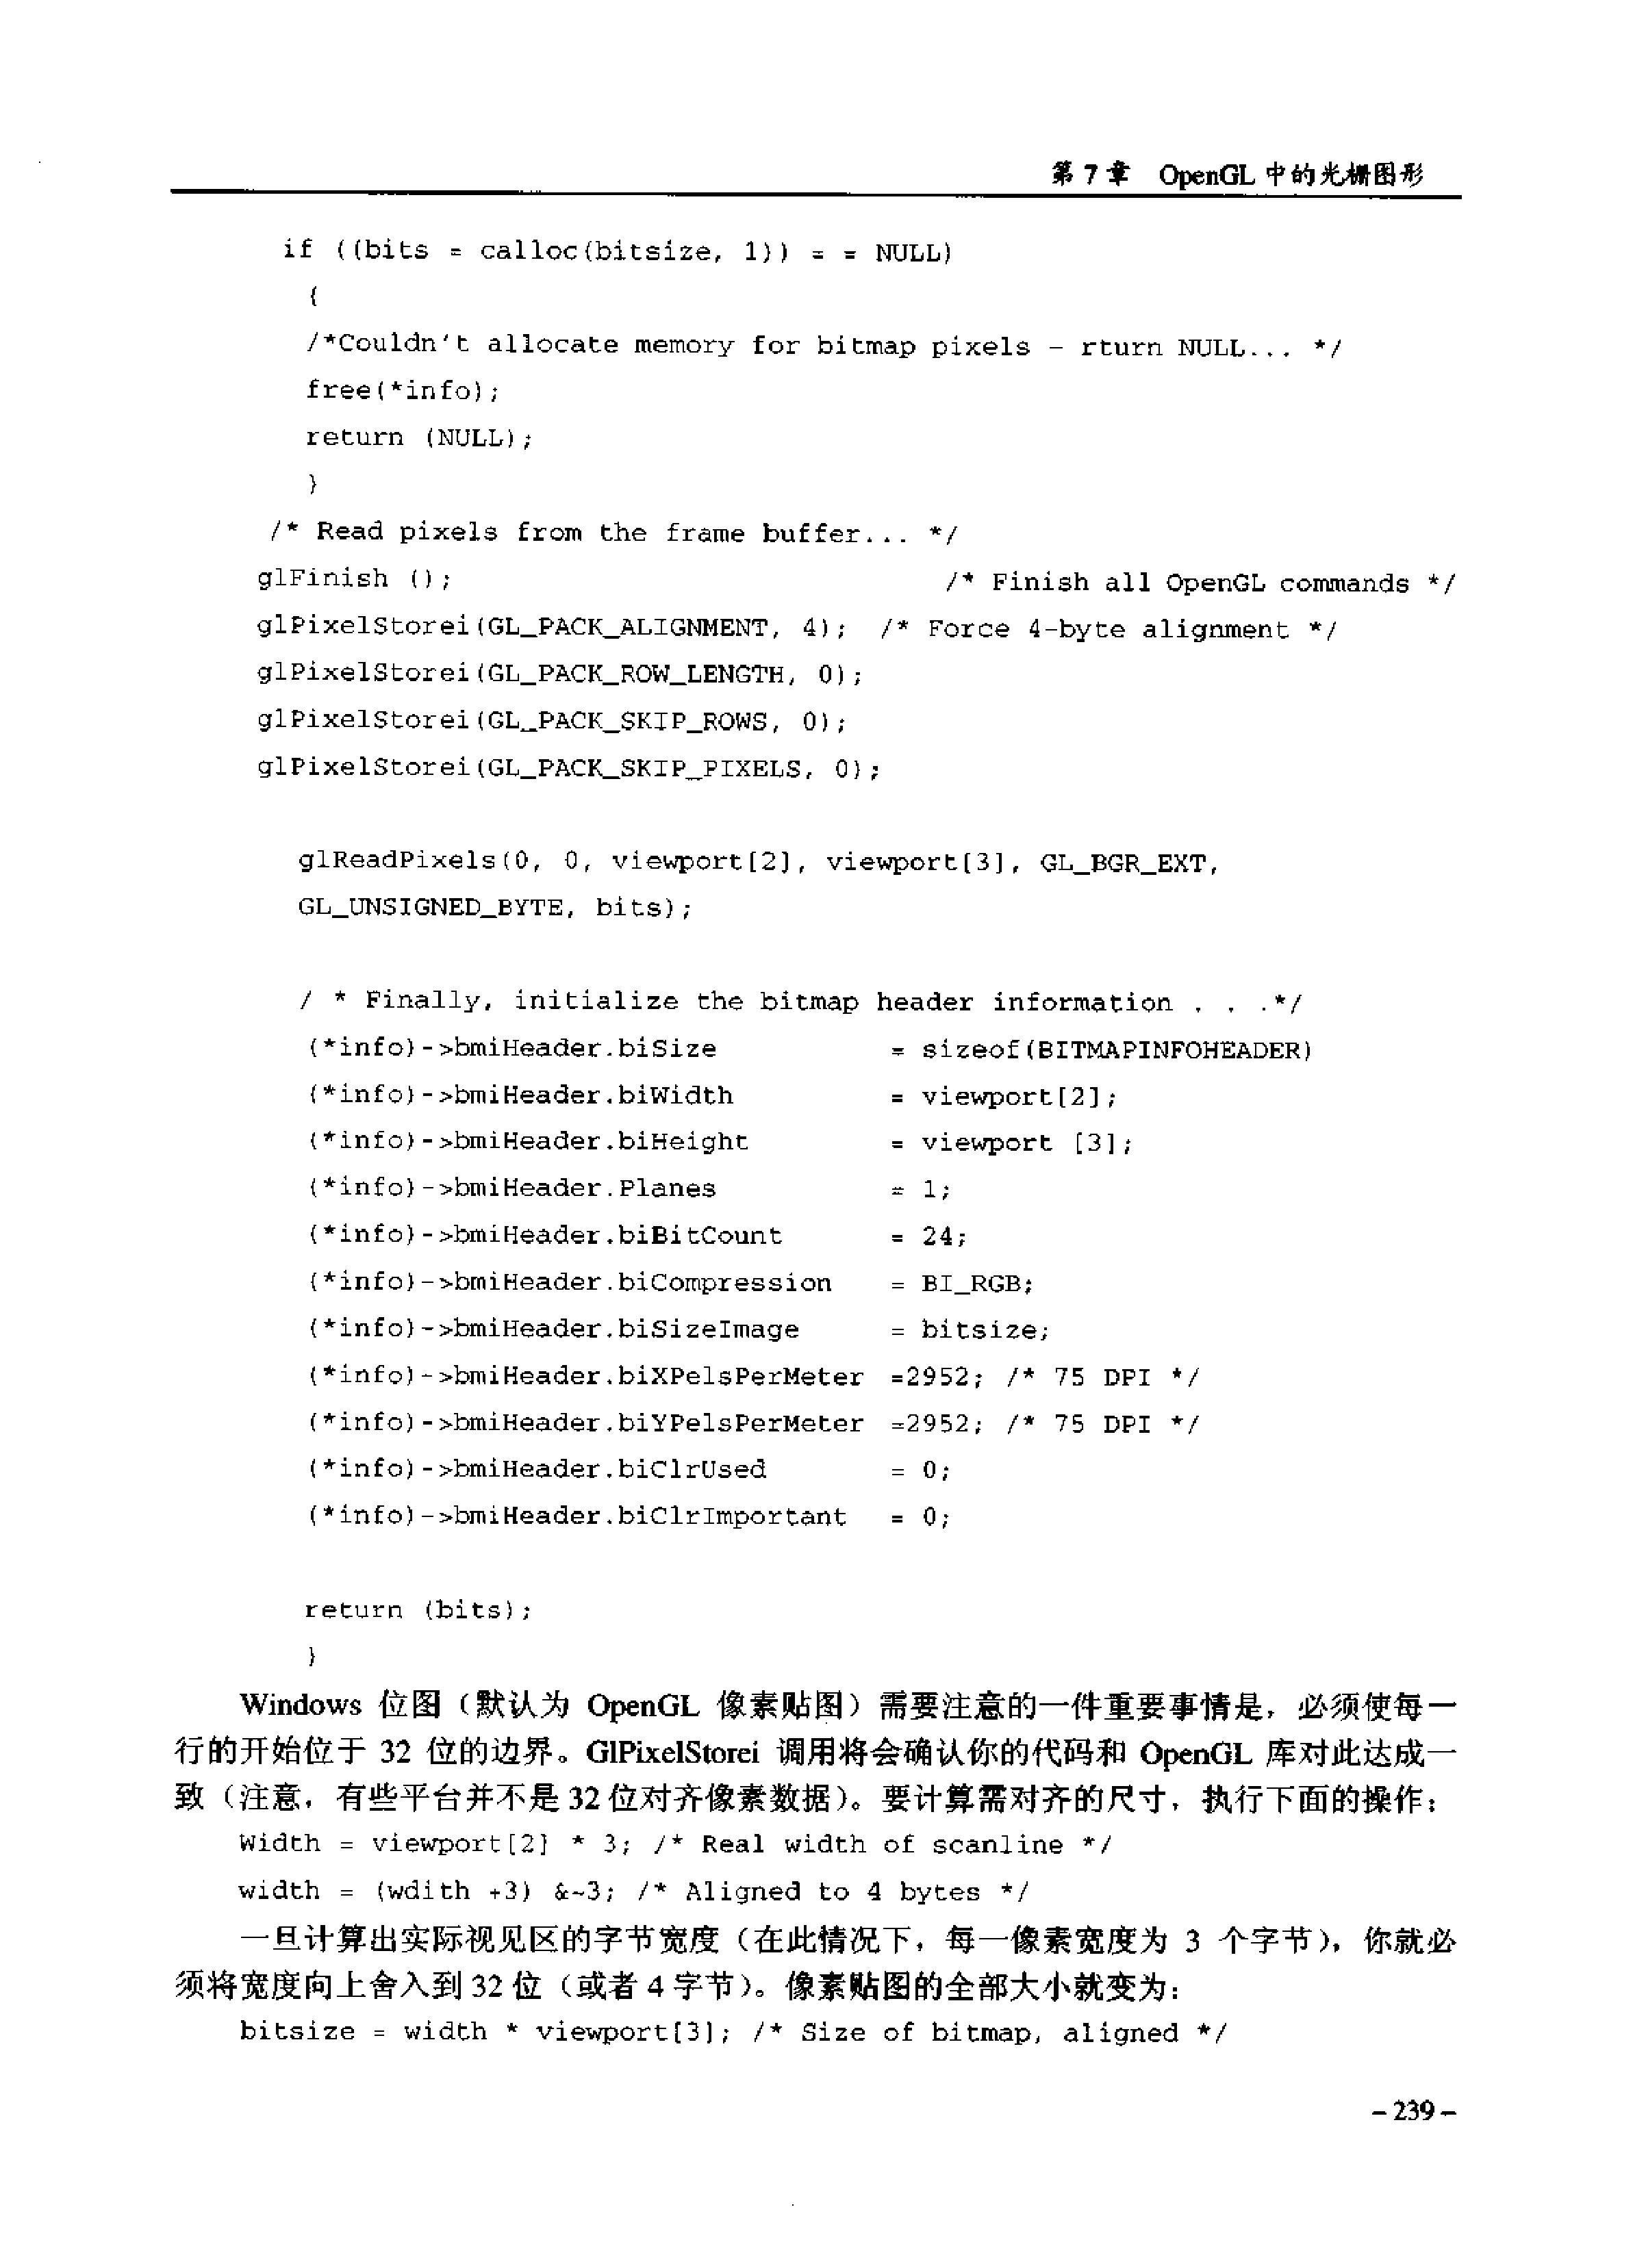 第 7 章 OpenGL 中的光栅图形
if ((bits = calloc(bitsize, 1)) = = NULL)
{
/*Couldn't allocate memory for bitmap pixels – rturn NULL... */
free(*info);
return (NULL);
}
/* Read pixels from the frame buffer... */
glFinish (); /* Finish all OpenGL commands */
glPixelStorei(GL_PACK_ALIGNMENT, 4); /* Force 4-byte alignment */
glPixelStorei(GL_PACK_ROW_LENGTH, 0);
glPixelStorei(GL_PACK_SKIP_ROWS, 0);
glPixelStorei(GL_PACK_SKIP_PIXELS, 0);
glReadPixels(0, 0, viewport[2], viewport[3], GL_BGR_EXT,
GL_UNSIGNED_BYTE, bits);
/ * Finally, initialize the bitmap header information . . .*/
(*info)->bmiHeader.biSize = sizeof(BITMAPINFOHEADER)
(*info)->bmiHeader.biWidth = viewport[2];
(*info)->bmiHeader.biHeight = viewport [3];
(*info)->bmiHeader.Planes = 1;
(*info)->bmiHeader.biBitCount = 24;
(*info)->bmiHeader.biCompression = BI_RGB;
(*info)->bmiHeader.biSizeImage = bitsize;
(*info)->bmiHeader.biXPelsPerMeter =2952; /* 75 DPI */
(*info)->bmiHeader.biYPelsPerMeter =2952; /* 75 DPI */
(*info)->bmiHeader.biClrUsed = 0;
(*info)->bmiHeader.biClrImportant = 0;
return (bits);
}
Windows 位图（默认为 OpenGL 像素贴图）需要注意的一件重要事情是，必须使每一
行的开始位于 32 位的边界。GlPixelStorei 调用将会确认你的代码和 OpenGL 库对此达成一
致（注意，有些平台并不是 32 位对齐像素数据）。要计算需对齐的尺寸，执行下面的操作：
Width = viewport[2] * 3; /* Real width of scanline */
width = (wdith +3) &~3; /* Aligned to 4 bytes */
一旦计算出实际视见区的字节宽度（在此情况下，每一像素宽度为 3 个字节），你就必
须将宽度向上舍入到 32 位（或者 4 字节）。像素贴图的全部大小就变为：
bitsize = width * viewport[3]; /* Size of bitmap, aligned */
– 239 –